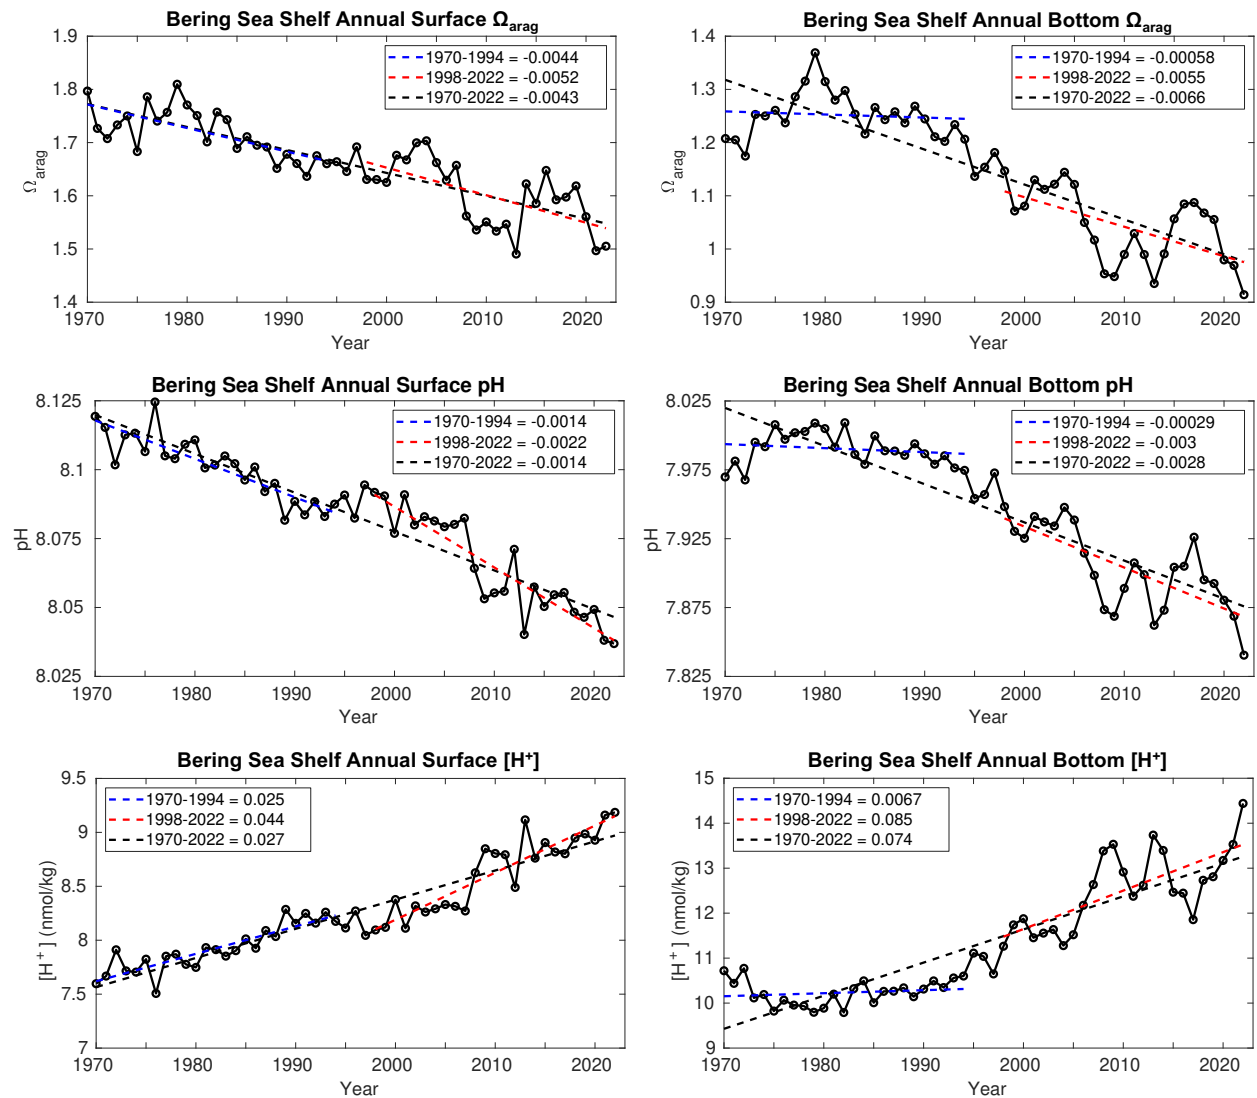 Bering Sea Shelf Annual Surface Ωarag
1.9
1.8
1.7
1.6
1.5
1.4
Ωarag
1970-1994 = -0.0044
1998-2022 = -0.0052
1970-2022 = -0.0043
1970 1980 1990 2000 2010 2020
Year
Bering Sea Shelf Annual Bottom Ωarag
1.4
1.3
1.2
1.1
1
0.9
Ωarag
1970-1994 = -0.00058
1998-2022 = -0.0055
1970-2022 = -0.0066
1970 1980 1990 2000 2010 2020
Year
Bering Sea Shelf Annual Surface pH
8.125
8.1
8.075
8.05
8.025
pH
1970-1994 = -0.0014
1998-2022 = -0.0022
1970-2022 = -0.0014
1970 1980 1990 2000 2010 2020
Year
Bering Sea Shelf Annual Bottom pH
8.025
7.975
7.925
7.875
7.825
pH
1970-1994 = -0.00029
1998-2022 = -0.003
1970-2022 = -0.0028
1970 1980 1990 2000 2010 2020
Year
Bering Sea Shelf Annual Surface [H⁺]
9.5
9
8.5
8
7.5
7
[H⁺] (nmol/kg)
1970-1994 = 0.025
1998-2022 = 0.044
1970-2022 = 0.027
1970 1980 1990 2000 2010 2020
Year
Bering Sea Shelf Annual Bottom [H⁺]
15
14
13
12
11
10
9
[H⁺] (nmol/kg)
1970-1994 = 0.0067
1998-2022 = 0.085
1970-2022 = 0.074
1970 1980 1990 2000 2010 2020
Year